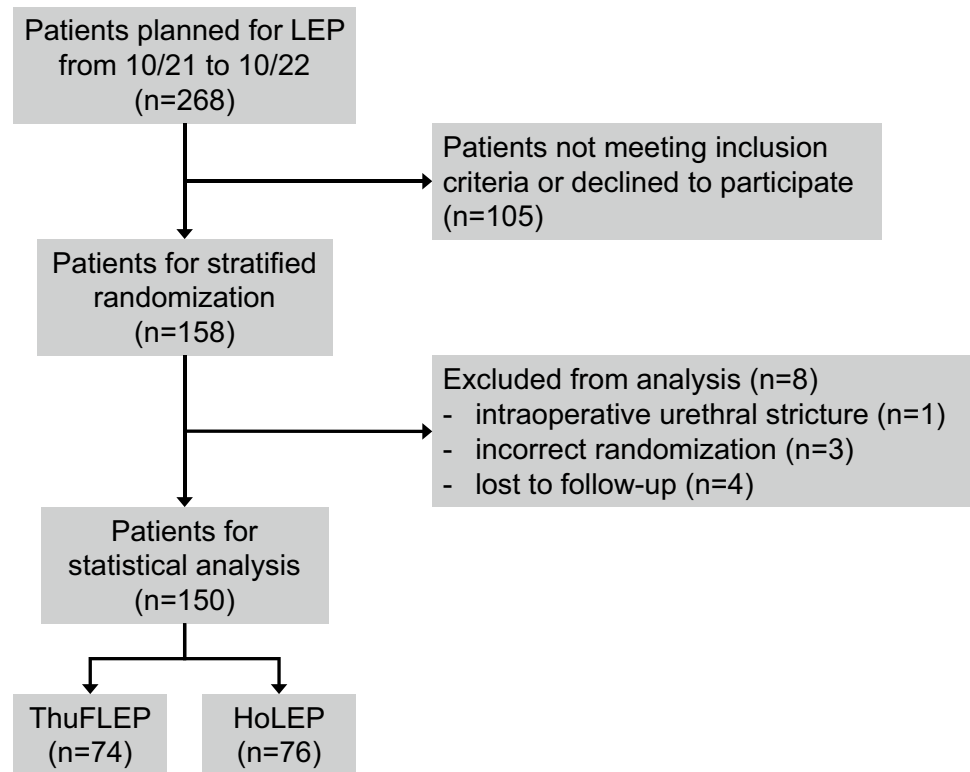 Patients planned for LEP
from 10/21 to 10/22
(n=268)
Patients not meeting inclusion
criteria or declined to participate
(n=105)
Patients for stratified
randomization
(n=158)
Excluded from analysis (n=8)
- intraoperative urethral stricture (n=1)
- incorrect randomization (n=3)
- lost to follow-up (n=4)
Patients for
statistical analysis
(n=150)
ThuFLEP
(n=74)
HoLEP
(n=76)